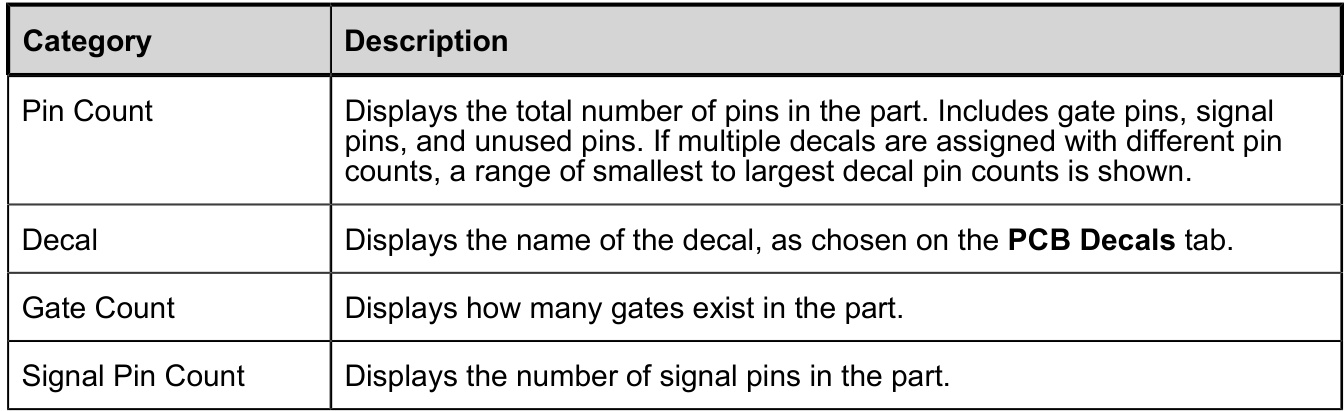 Category Description
Pin Count Displays the total number of pins in the part. Includes gate pins, signal
pins, and unused pins. If multiple decals are assigned with different pin
counts, a range of smallest to largest decal pin counts is shown.
Decal Displays the name of the decal, as chosen on the PCB Decals tab.
Gate Count Displays how many gates exist in the part.
Signal Pin Count Displays the number of signal pins in the part.